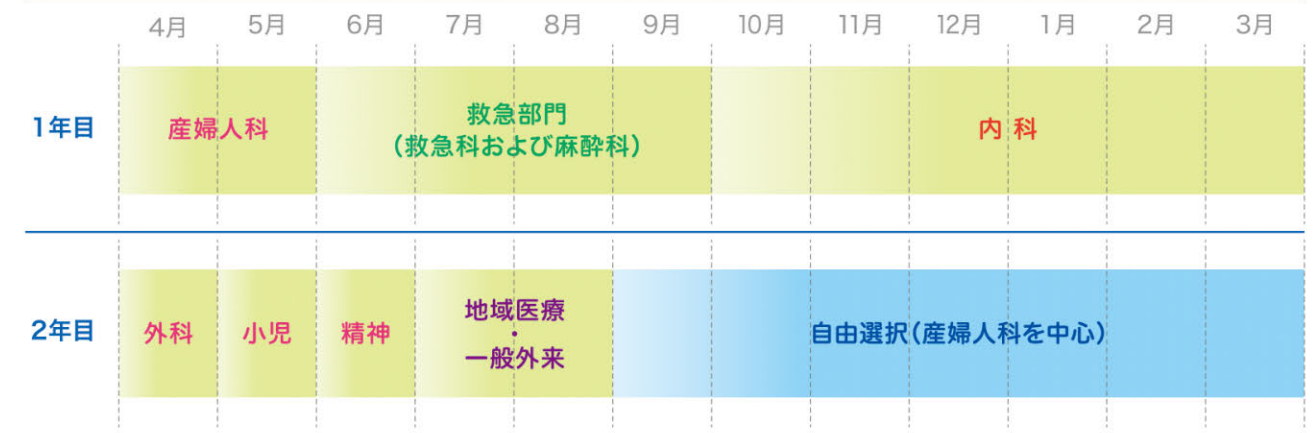 4月 5月 6月 7月 8月 9月 10月 11月 12月 1月 2月 3月
1年目
産婦人科
救急部門
(救急科および麻酔科)
内 科
2年目
外科
小児
精神
地域医療
・
一般外来
自由選択(産婦人科を中心)